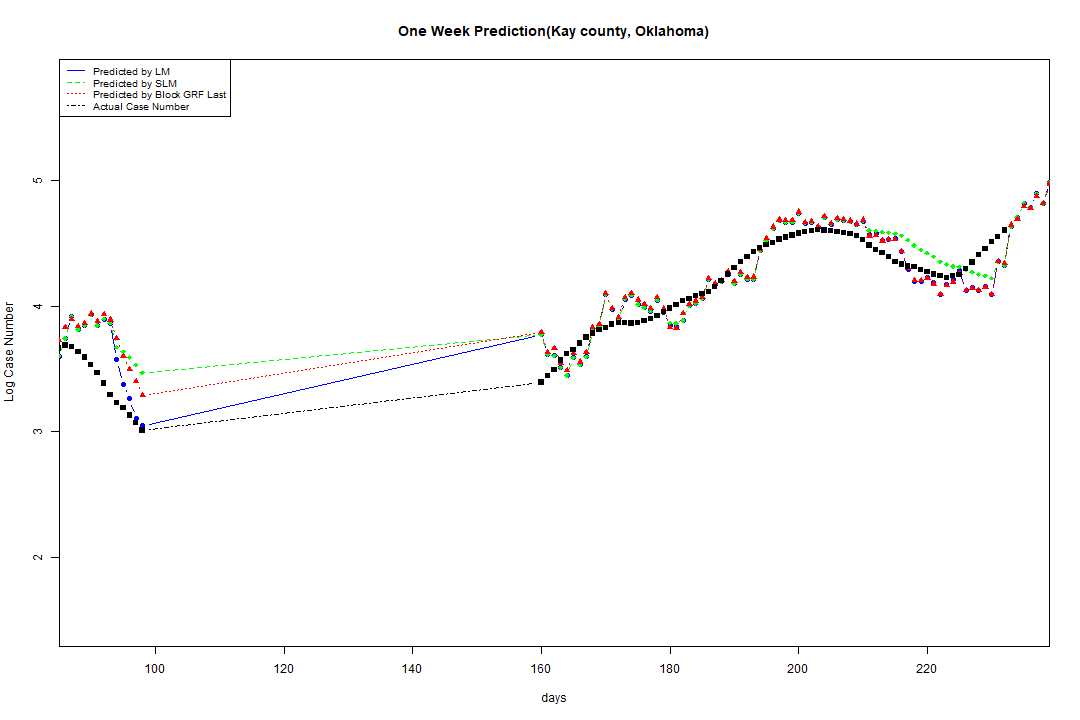 One Week Prediction(Kay county, Oklahoma)
Predicted by LM
Predicted by SLM
Predicted by Block GRF Last
Actual Case Number
5
4
3
2
Log Case Number
100 120 140 160 180 200 220
days